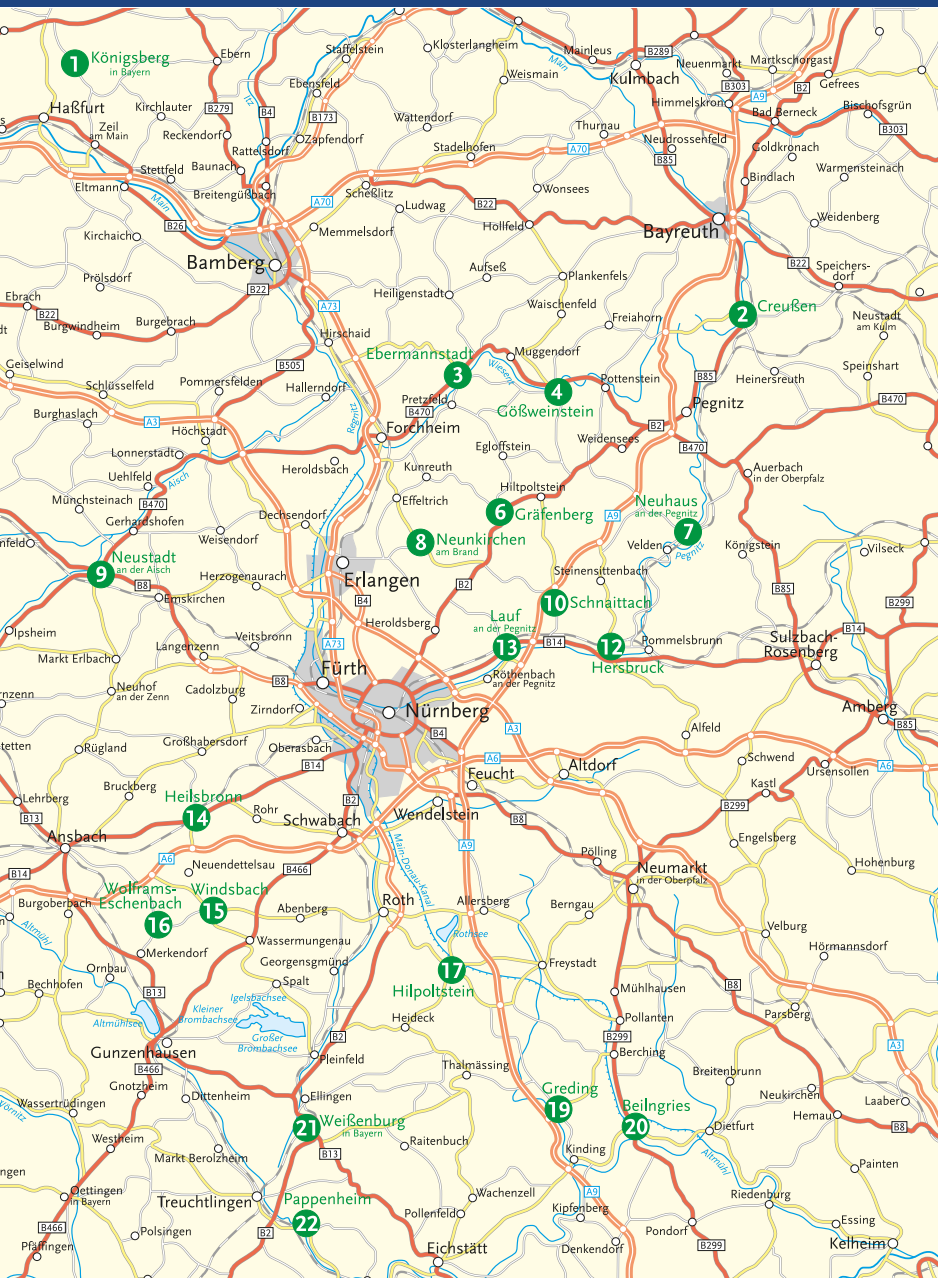 Staffelstein
Klosterlangheim
Mainleus
B289
Main
Neuenmarkt
Martkschorgast
1
Königsberg
in Bayern
Ebern
Kulmbach
Weismain
B303
A9
B2
Gefrees
Ebensfeld
Itz
Haßfurt
Kirchlauter
B279
B4
B173
Wattendorf
Himmelskron
Bad Berneck
Bischofsgrün
B303
Zeil
am Main
Reckendorf
Zapfendorf
Thurnau
Neudrossenfeld
Goldkronach
Rattelsdorf
Stadelhofen
A70
B85
Baunach
Stettfeld
Eltmann
Breitengüßbach
Scheßlitz
Wonsees
Bindlach
Warmensteinach
Main
A70
Ludwag
B22
B26
Memmelsdorf
Hollfeld
Bayreuth
Weidenberg
Kirchaich
Bamberg
B22
Speichers-
dorf
Prölsdorf
B22
Aufseß
Plankenfels
Heiligenstadt
Ebrach
B22
Burgwindheim
Burgebrach
A73
Waischenfeld
Freiahorn
2
Creußen
Neustadt
am Kulm
Hirschaid
Ebermannstadt
3
Wiesent
Muggendorf
Geiselwind
B505
Schlüsselfeld
Pommersfelden
Hallerndorf
4
Gößweinstein
Pottenstein
B85
Heinersreuth
Speinshart
Pretzfeld
B470
Pegnitz
B470
Burghaslach
A3
Höchstadt
Regnitz
Forchheim
B2
Weidensees
B470
Lonnerstadt
Egloffstein
Uehlfeld
Aisch
Heroldsbach
Kunreuth
Auerbach
in der Oberpfalz
Münchsteinach
B470
Effeltrich
Hiltpoltstein
6
Gräfenberg
A9
Neuhaus
an der Pegnitz
7
Gerhardshofen
Dechsendorf
Weisendorf
8
Neunkirchen
am Brand
Velden
Pegnitz
Königstein
Vilseck
9
Neustadt
an der Aisch
Erlangen
Steinensittenbach
B8
Herzogenaurach
B2
B85
Emskirchen
B4
10
Schnaittach
B299
Ipsheim
Veitsbronn
Heroldsberg
Lauf
an der Pegnitz
13
B14
12
Hersbruck
Pommelsbrunn
B14
Sulzbach-
Rosenberg
Markt Erlbach
Langenzenn
A73
Fürth
Röthenbach
an der Pegnitz
Neuhof
an der Zenn
Cadolzburg
B8
Zirndorf
Nürnberg
Amberg
B85
A3
Alfeld
B4
Rügland
Großhabersdorf
Oberasbach
B14
A6
Schwend
Ursensollen
A6
Feucht
Altdorf
Bruckberg
Heilsbronn
14
Rohr
B2
Kastl
Lehrberg
B13
Schwabach
Wendelstein
B8
B299
Ansbach
A6
A9
Engelsberg
B14
Neuendettelsau
B466
Pölling
Neumarkt
in der Oberpfalz
Hohenburg
Wolframs-
Eschenbach
16
Windsbach
15
Main-Donau-Kanal
Burgoberbach
Abenberg
Roth
Allersberg
Berngau
Altmühl
Velburg
Merkendorf
Wassermungenau
Rothsee
Hörmannsdorf
Georgensgmünd
Ornbau
17
Hilpoltstein
Freystadt
Bechhofen
B13
Spalt
Mühlhausen
B8
Igelsbachsee
Kleiner
Brombachsee
Altmühlsee
Großer
Brombachsee
Heideck
Pollanten
Parsberg
B2
B299
A3
Gunzenhausen
Pleinfeld
Berching
B466
Thalmässing
Breitenbrunn
Gnotzheim
Dittenheim
Ellingen
Greding
19
Beilngries
20
Neukirchen
Laaber
Wassertrüdingen
Hemau
Wörnitz
21
Weißenburg
in Bayern
Dietfurt
B8
Westheim
B13
Raitenbuch
Kinding
Altmühl
Markt Berolzheim
Painten
Oettingen
in Bayern
Treuchtlingen
Pappenheim
22
Wachenzell
A9
Riedenburg
Kipfenberg
Pollenfeld
Essing
B466
Polsingen
B2
Pondorf
Pfäffingen
Eichstätt
Denkendorf
B299
Kelheim